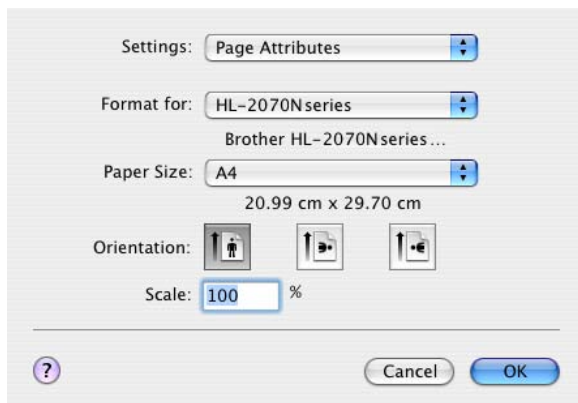 Settings: Page Attributes
Format for: HL-2070N series
Brother HL-2070N series...
Paper Size: A4
20.99 cm x 29.70 cm
Orientation:
Scale: 100 %
? Cancel OK